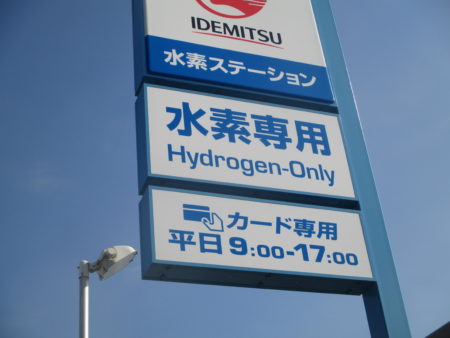 IDEMITSU
水素ステーション
水素専用
Hydrogen-Only
カード専用
平日 9:00-17:00